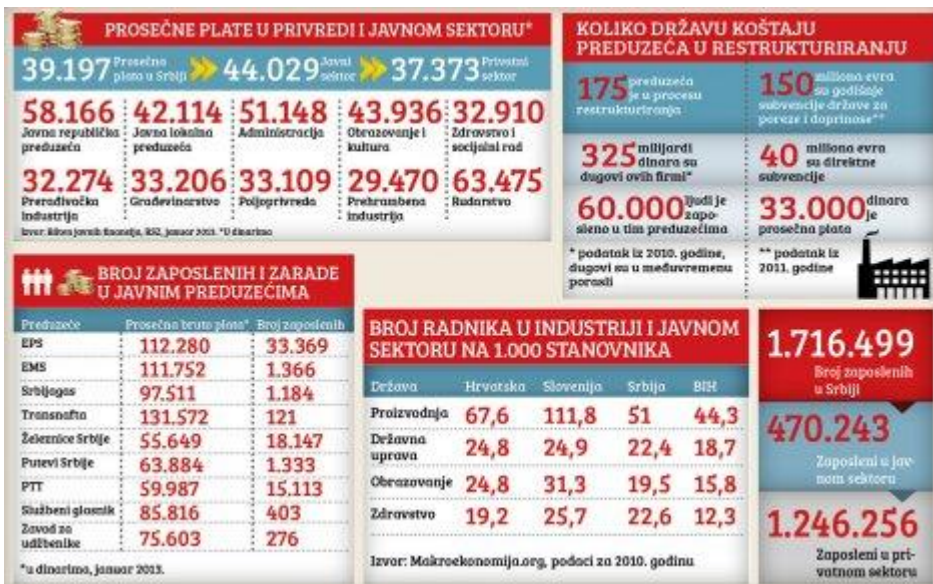 PROSEČNE PLATE U PRIVREDI I JAVNOM SEKTORU*
39.197 Prosečna plata u Srbiji
44.029 Javni sektor
37.373 Privatni sektor
58.166
Javna republička
preduzeća
42.114
Javna lokalna
preduzeća
51.148
Administracija
43.936
Obrazovanje i
kultura
32.910
Zdravstvo i
socijalni rad
32.274
Prerađivačka
industrija
33.206
Građevinarstvo
33.109
Poljoprivreda
29.470
Prehrambena
industrija
63.475
Rudarstvo
Izvor: Bilten javnih finansija, RSZ, januar 2013. *U dinarima
KOLIKO DRŽAVU KOŠTAJU
PREDUZEĆA U RESTRUKTURIRANJU
175 preduzeća
je u procesu
restrukturiranja
150 miliona evra
su godišnje
subvencije države za
poreze i doprinose**
325 milijardi
dinara su
dugovi ovih firmi*
40 miliona evra
su direktne
subvencije
60.000 ljudi je
zapo-
sleno u tim preduzećima
33.000 dinara
je
prosečna plata
* podatak iz 2010. godine,
dugovi su u međuvremenu
porasli
** podatak iz
2011. godine
BROJ ZAPOSLENIH I ZARADE
U JAVNIM PREDUZEĆIMA
Preduzeće Prosečna bruto plata* Broj zaposlenih
EPS 112.280 33.369
EMS 111.752 1.366
Srbijagas 97.511 1.184
Transnafta 131.572 121
Železnice Srbije 55.649 18.147
Putevi Srbije 63.884 1.333
PTT 59.987 15.113
Službeni glasnik 85.816 403
Zavod za
udžbenike 75.603 276
*u dinarima, januar 2013.
BROJ RADNIKA U INDUSTRIJI I JAVNOM
SEKTORU NA 1.000 STANOVNIKA
Država Hrvatska Slovenija Srbija BIH
Proizvodnja 67,6 111,8 51 44,3
Državna
uprava 24,8 24,9 22,4 18,7
Obrazovanje 24,8 31,3 19,5 15,8
Zdravstvo 19,2 25,7 22,6 12,3
Izvor: Makroekonomija.org, podaci za 2010. godinu
1.716.499
Broj zaposlenih
u Srbiji
470.243
Zaposleni u jav-
nom sektoru
1.246.256
Zaposleni u pri-
vatnom sektoru